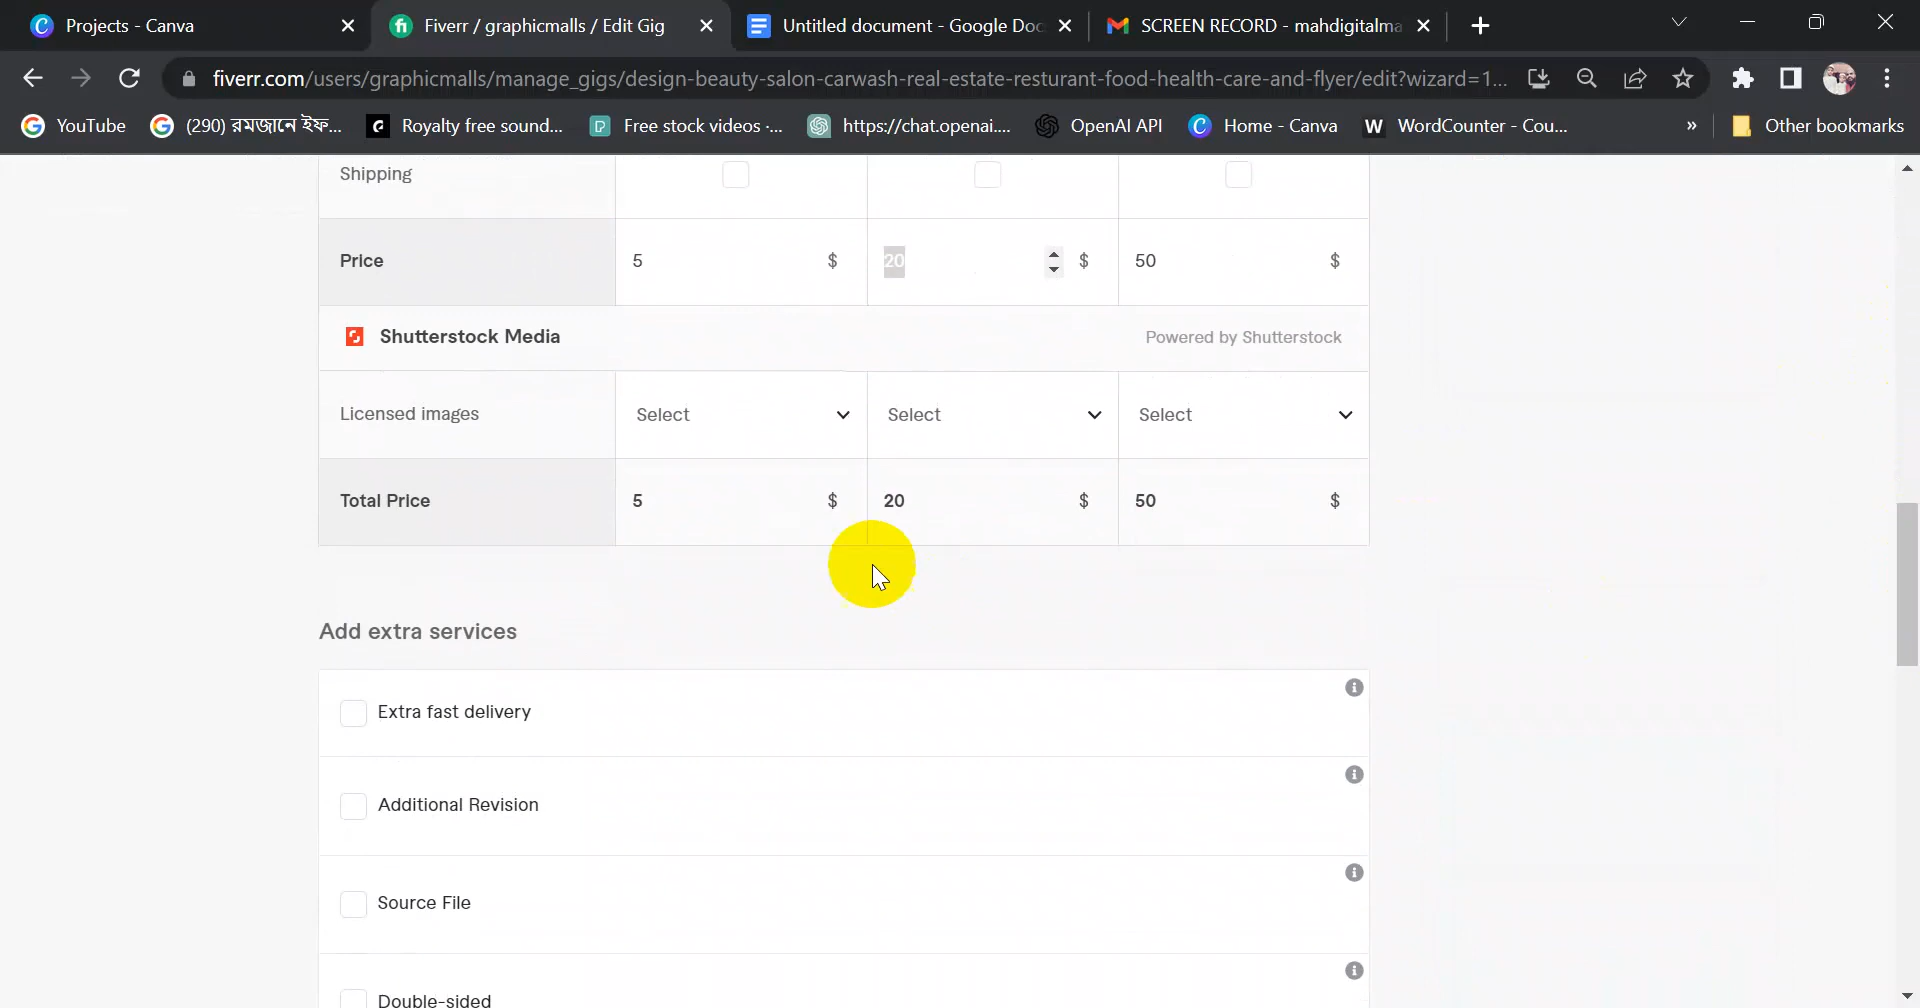 Projects - Canva
Fiverr / graphicmalls / Edit Gig
Untitled document - Google Doc
SCREEN RECORD - mahdigitalma
fiverr.com/users/graphicmalls/manage_gigs/design-beauty-salon-carwash-real-estate-resturant-food-health-care-and-flyer/edit?wizard=1...
YouTube
(290) রমজানে ইফ...
Royalty free sound...
Free stock videos ·...
https://chat.openai....
OpenAI API
Home - Canva
WordCounter - Cou...
»
Other bookmarks
Shipping
Price 5 $ 20 $ 50 $
Shutterstock Media Powered by Shutterstock
Licensed images Select Select Select
Total Price 5 $ 20 $ 50 $
Add extra services
Extra fast delivery
Additional Revision
Source File
Double-sided